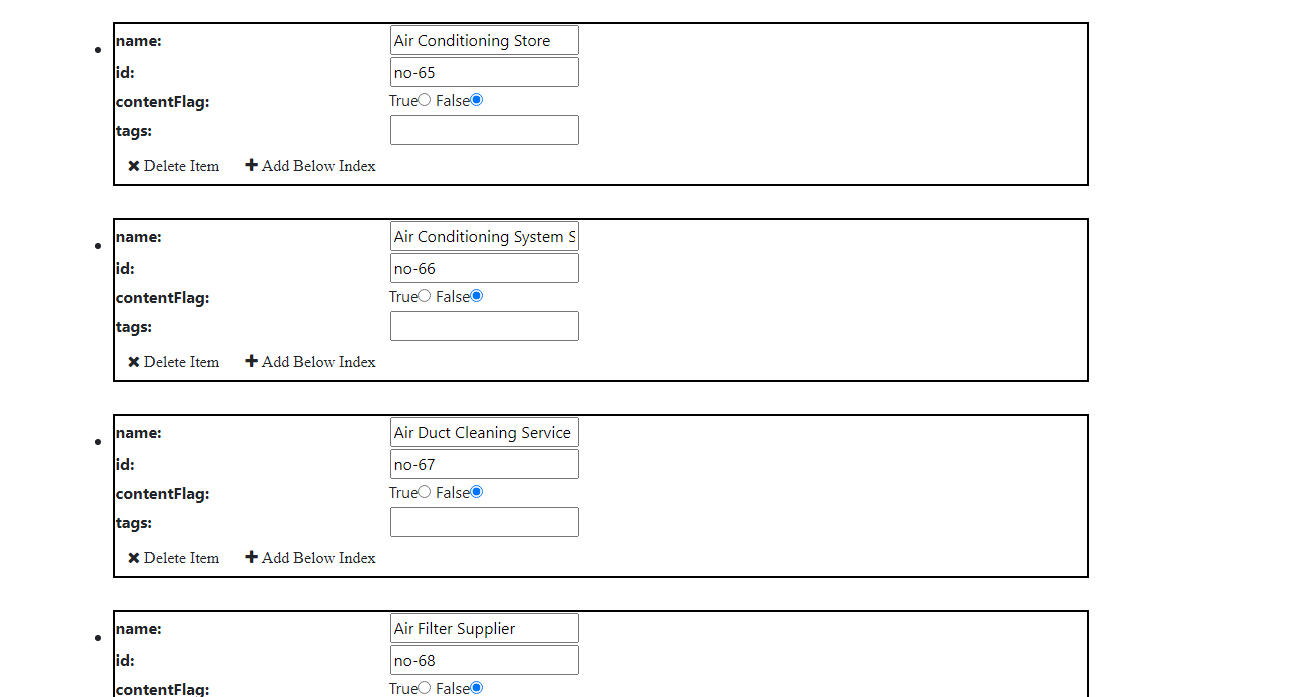 name: Air Conditioning Store
id: no-65
contentFlag: True False
tags:
Delete Item Add Below Index
name: Air Conditioning System S
id: no-66
contentFlag: True False
tags:
Delete Item Add Below Index
name: Air Duct Cleaning Service
id: no-67
contentFlag: True False
tags:
Delete Item Add Below Index
name: Air Filter Supplier
id: no-68
contentFlag: True False